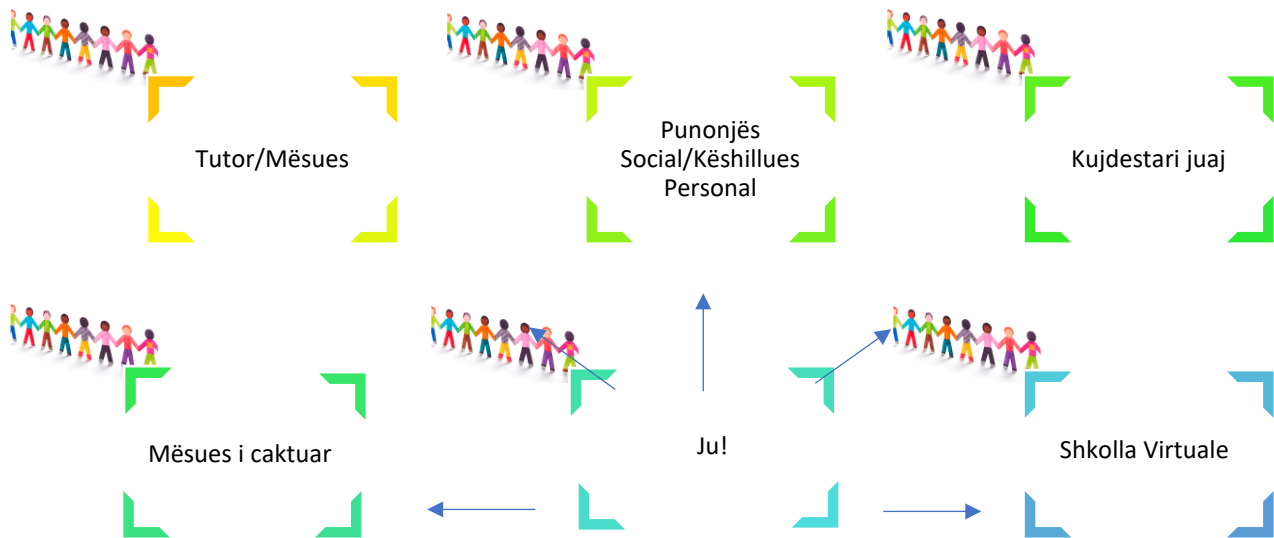 Tutor/Mësues
Punonjës
Social/Këshillues
Personal
Kujdestari juaj
Mësues i caktuar
Ju!
Shkolla Virtuale